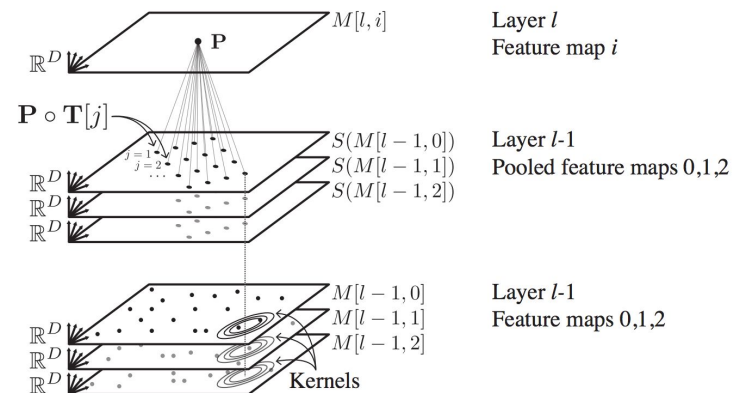 M[l, i]
Layer l
P
Feature map i
ℝ^D
P ∘ T[j]
j = 1
j = 2
...
S(M[l − 1, 0])
Layer l-1
S(M[l − 1, 1])
Pooled feature maps 0,1,2
S(M[l − 1, 2])
ℝ^D
ℝ^D
ℝ^D
M[l − 1, 0]
Layer l-1
M[l − 1, 1]
Feature maps 0,1,2
M[l − 1, 2]
ℝ^D
ℝ^D
ℝ^D
Kernels